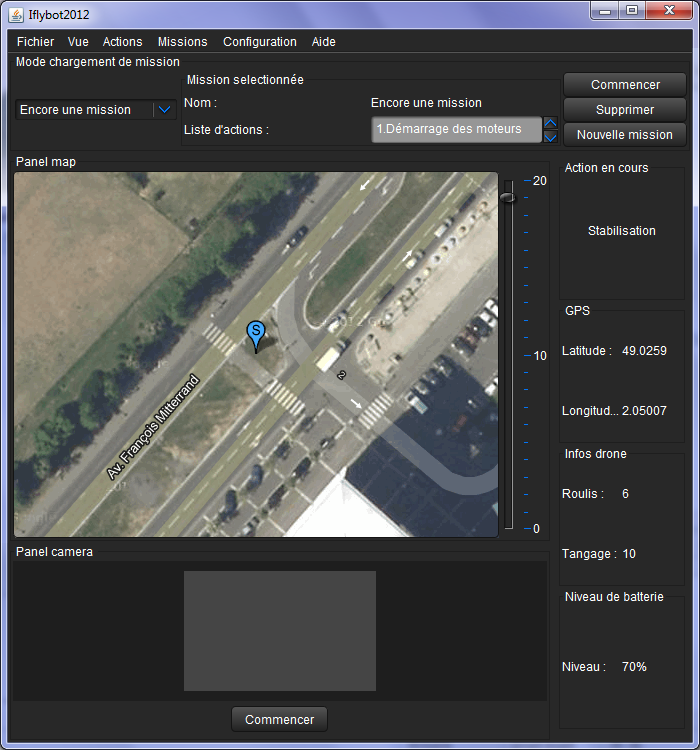 Iflybot2012
Fichier Vue Actions Missions Configuration Aide
Mode chargement de mission
Encore une mission
Mission selectionnée
Nom : Encore une mission
Liste d'actions : 1.Démarrage des moteurs
Commencer
Supprimer
Nouvelle mission
Panel map
S
Av. François Mitterrand
20
10
0
Action en cours
Stabilisation
GPS
Latitude : 49.0259
Longitud... 2.05007
Infos drone
Roulis : 6
Tangage : 10
Niveau de batterie
Niveau : 70%
Panel camera
Commencer